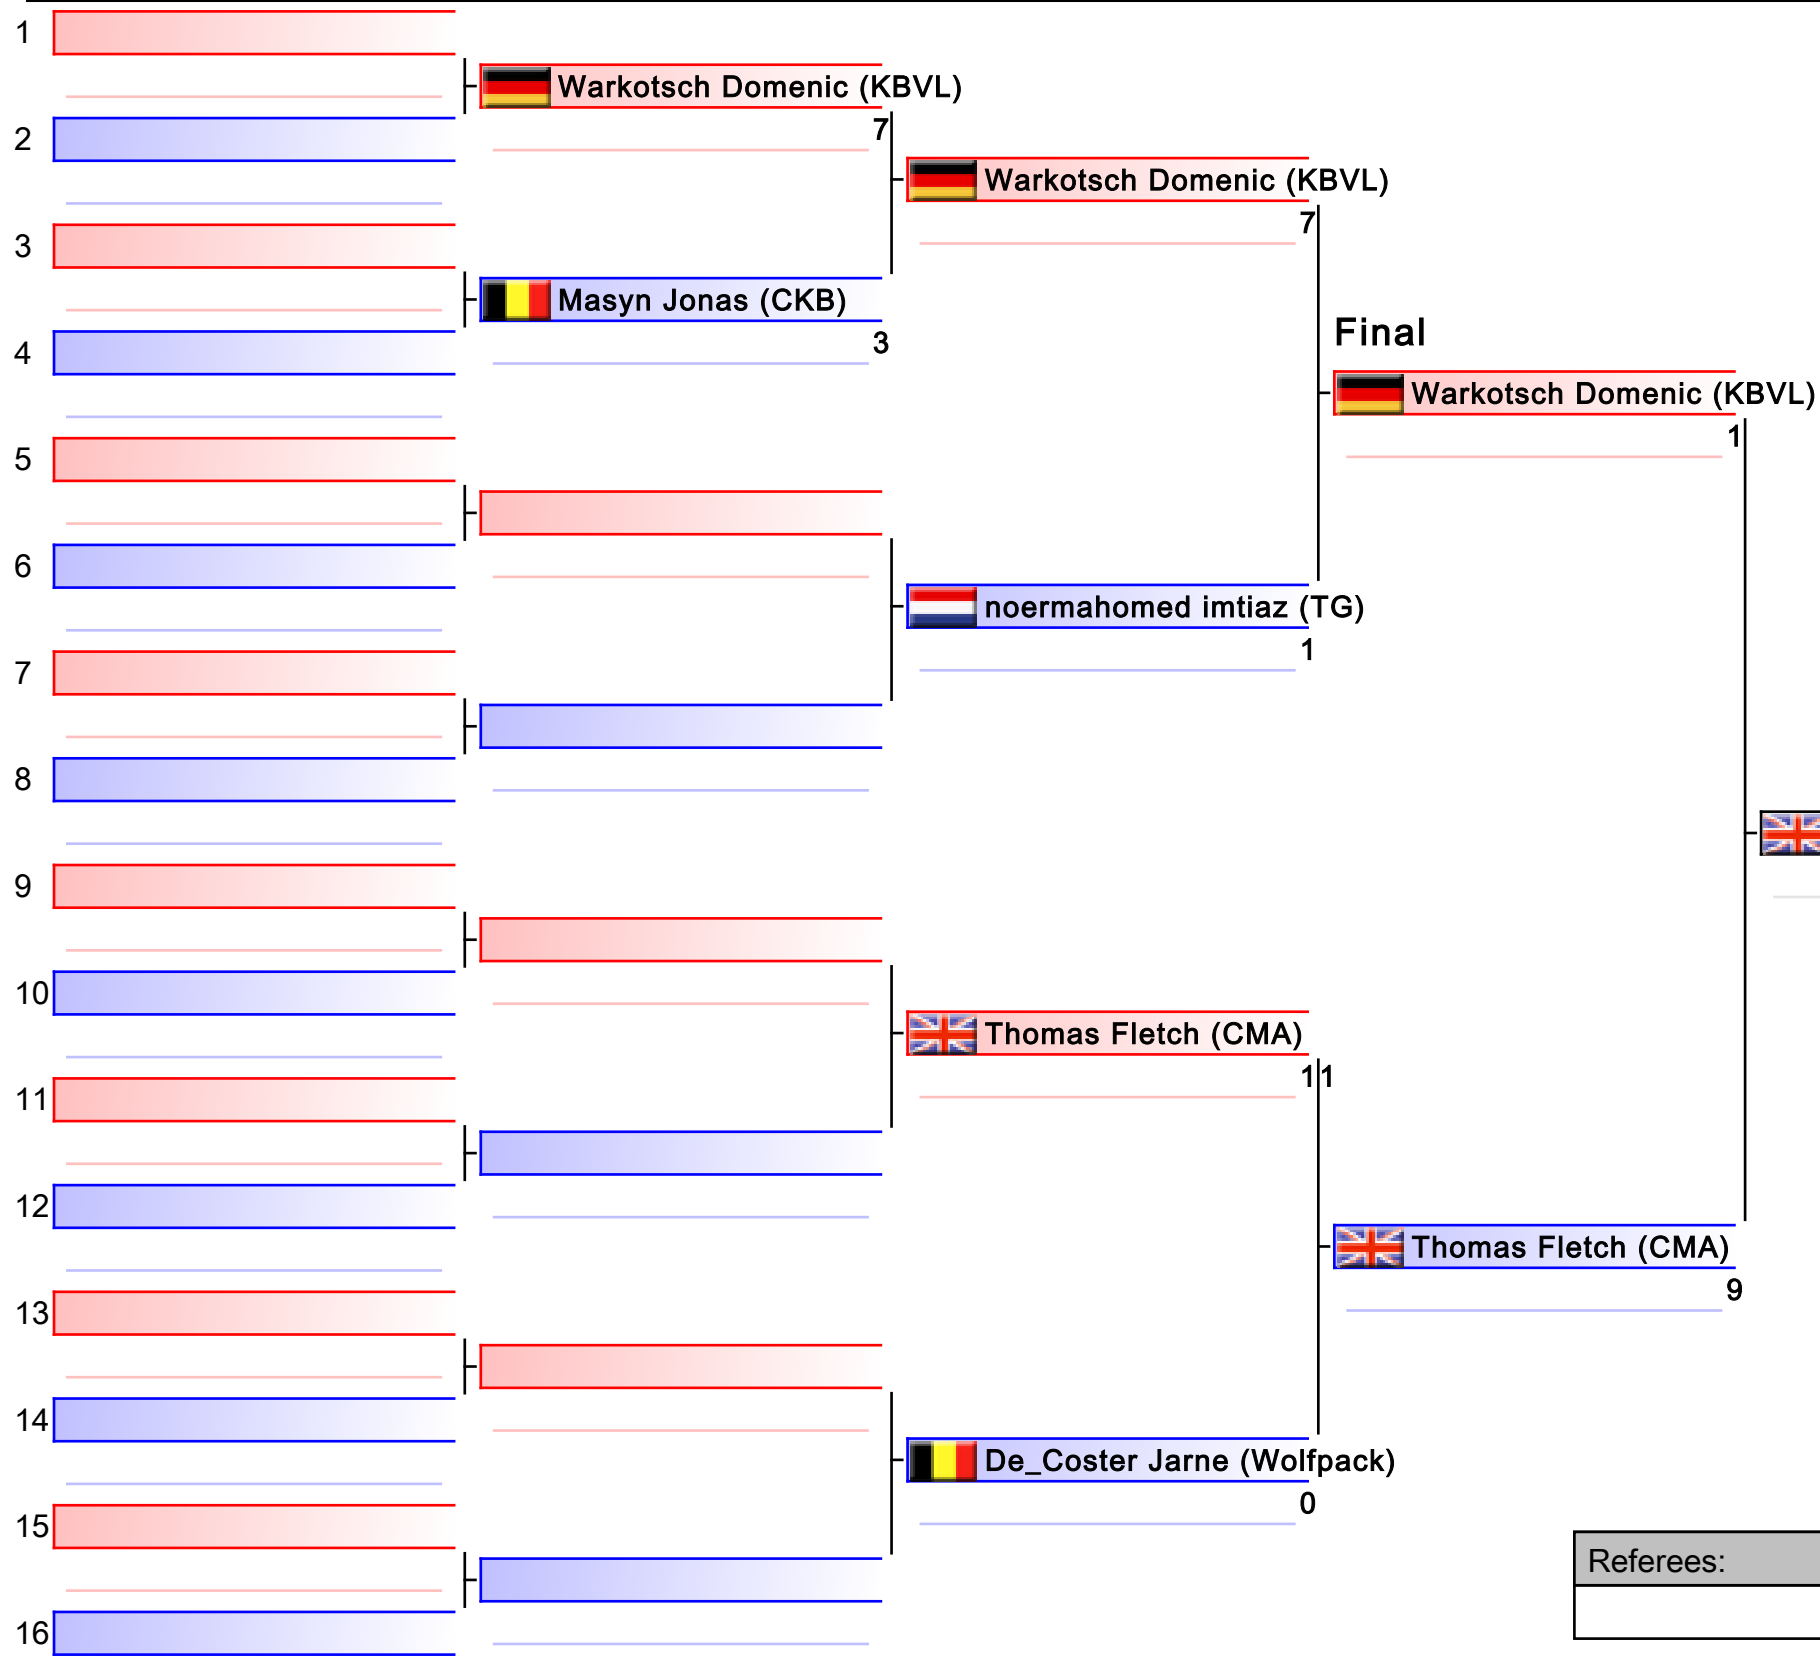 1
Warkotsch Domenic (KBVL)
7
2
Warkotsch Domenic (KBVL)
7
3
Masyn Jonas (CKB)
3
4
Final
Warkotsch Domenic (KBVL)
1
5
6
noermahomed imtiaz (TG)
1
7
8
9
10
Thomas Fletch (CMA)
11
11
12
Thomas Fletch (CMA)
9
13
14
De_Coster Jarne (Wolfpack)
0
15
Referees:
16